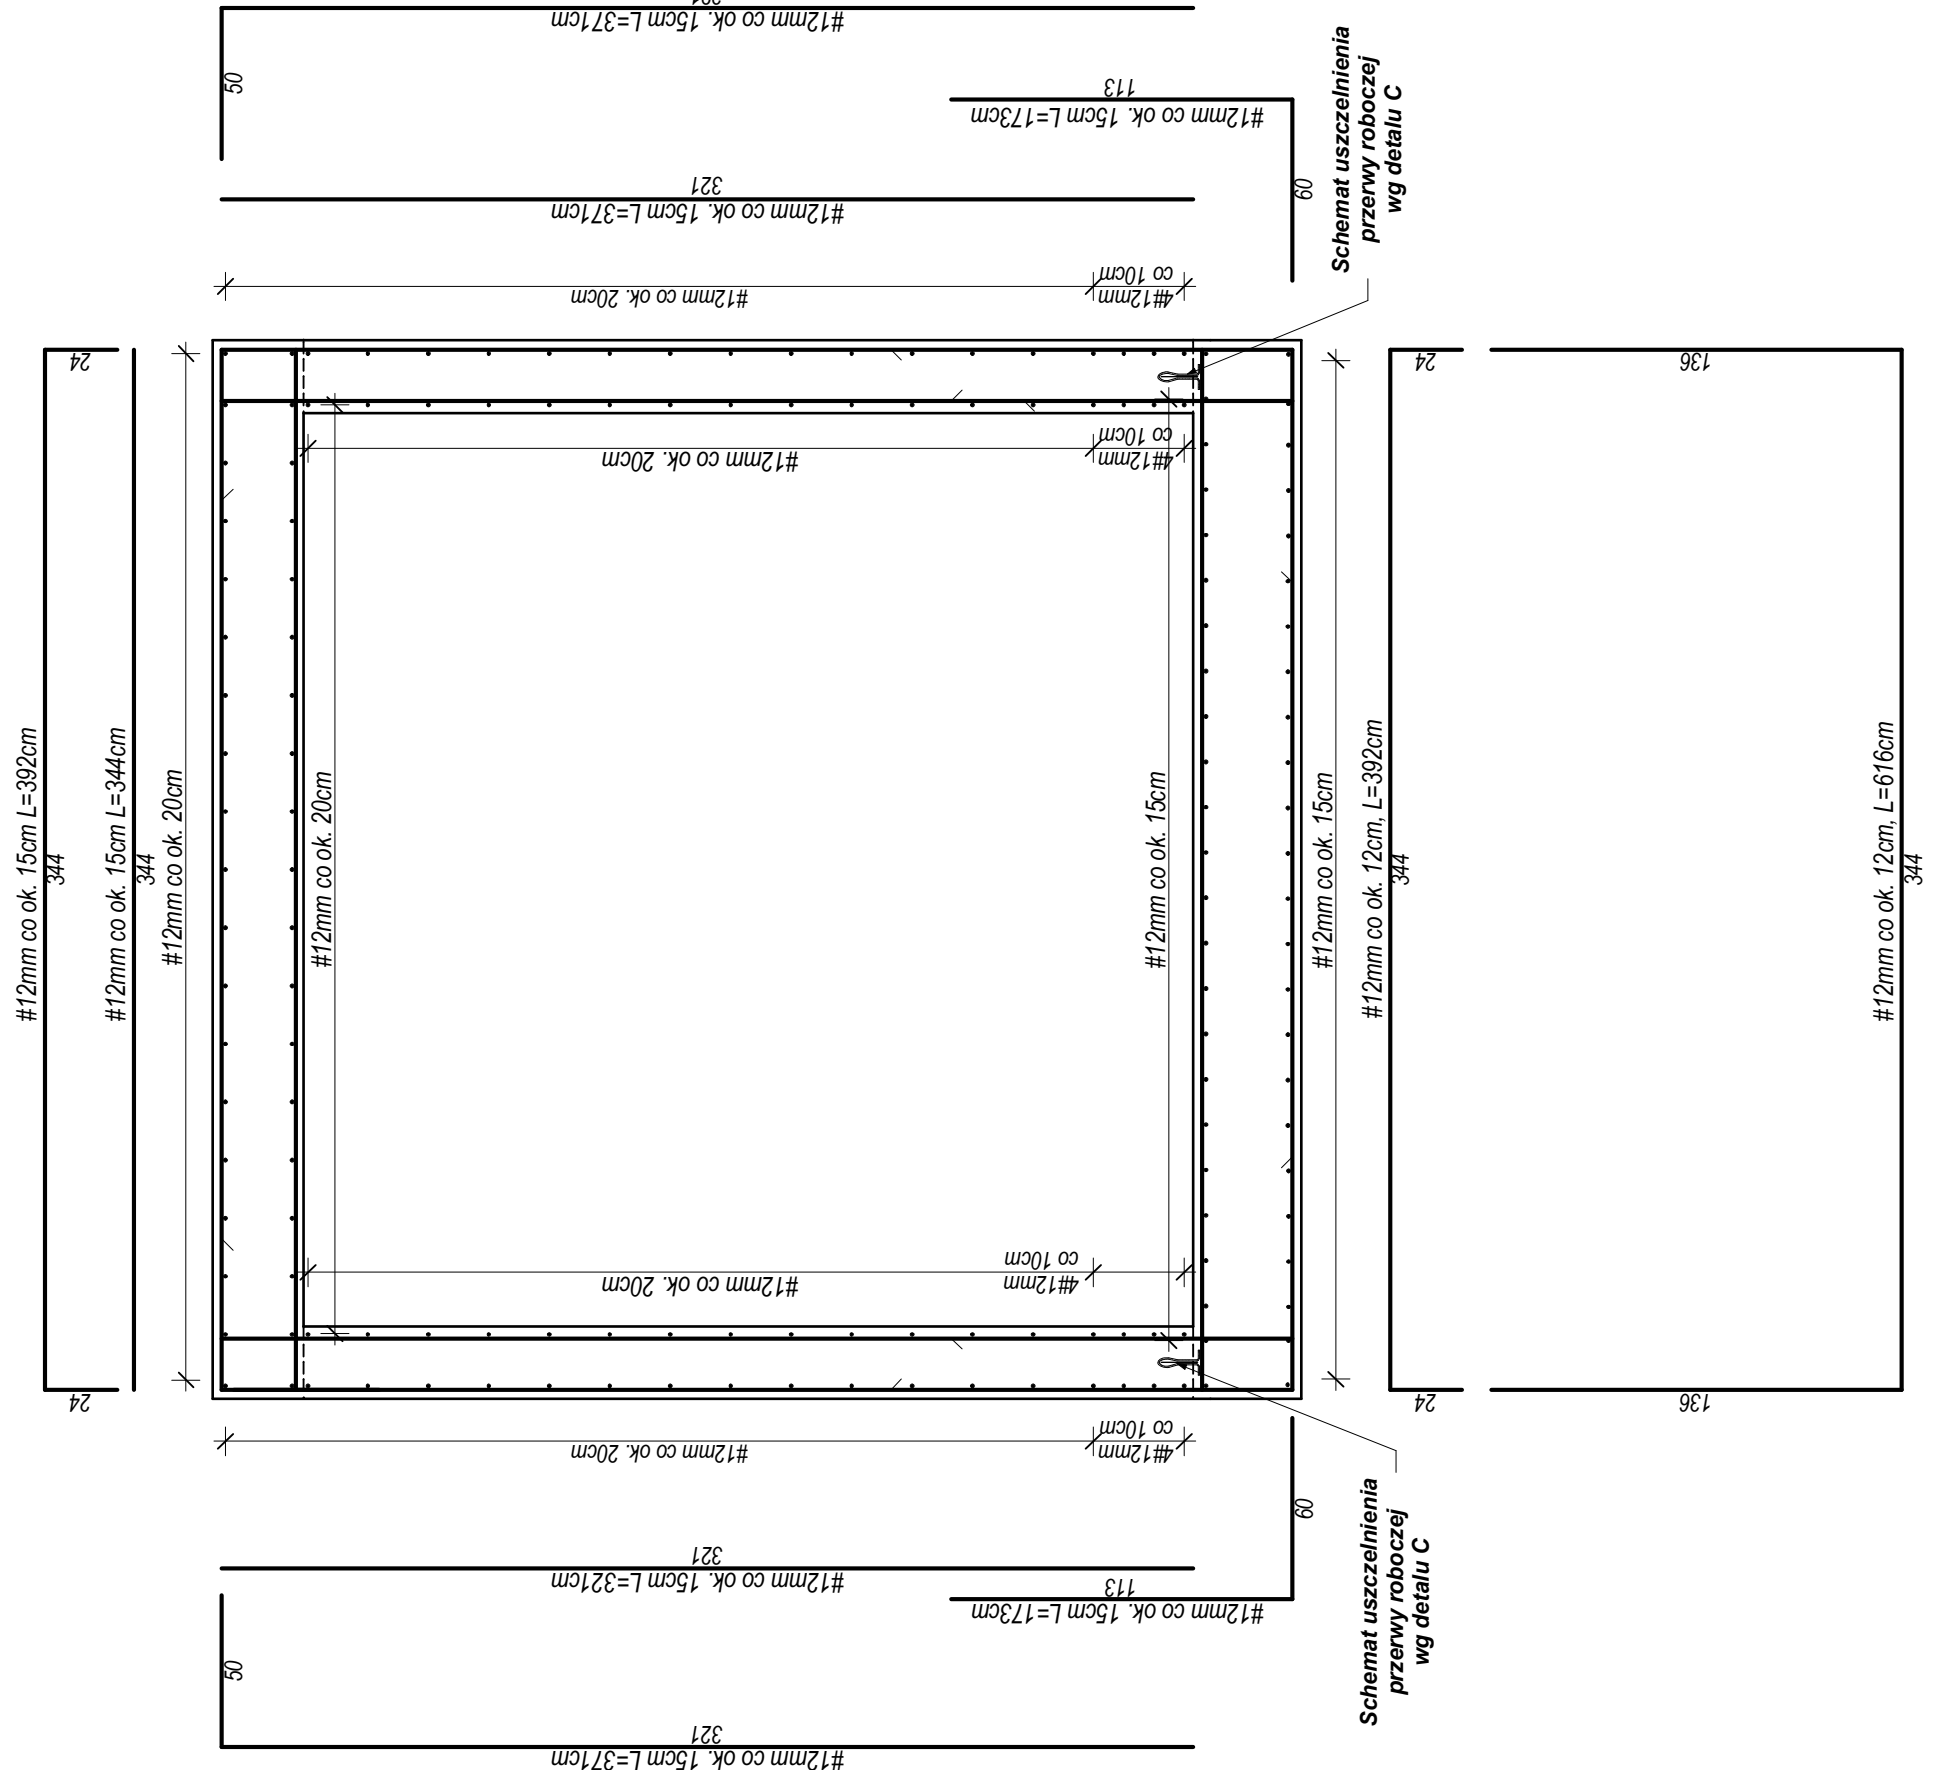 #12mm co ok. 15cm L=371cm
50
113
#12mm co ok. 15cm L=173cm
60
321
#12mm co ok. 15cm L=371cm
Schemat uszczelnienia
przerwy roboczej
wg detalu C
#12mm co ok. 20cm
4#12mm
co 10cm
24
24
136
#12mm co ok. 20cm
4#12mm
co 10cm
#12mm co ok. 15cm L=392cm
344
#12mm co ok. 15cm L=344cm
344
#12mm co ok. 20cm
#12mm co ok. 20cm
#12mm co ok. 15cm
#12mm co ok. 15cm
#12mm co ok. 12cm, L=392cm
344
#12mm co ok. 12cm, L=616cm
344
#12mm co ok. 20cm
4#12mm
co 10cm
24
24
136
#12mm co ok. 20cm
4#12mm
co 10cm
60
Schemat uszczelnienia
przerwy roboczej
wg detalu C
321
#12mm co ok. 15cm L=321cm
113
#12mm co ok. 15cm L=173cm
50
321
#12mm co ok. 15cm L=371cm